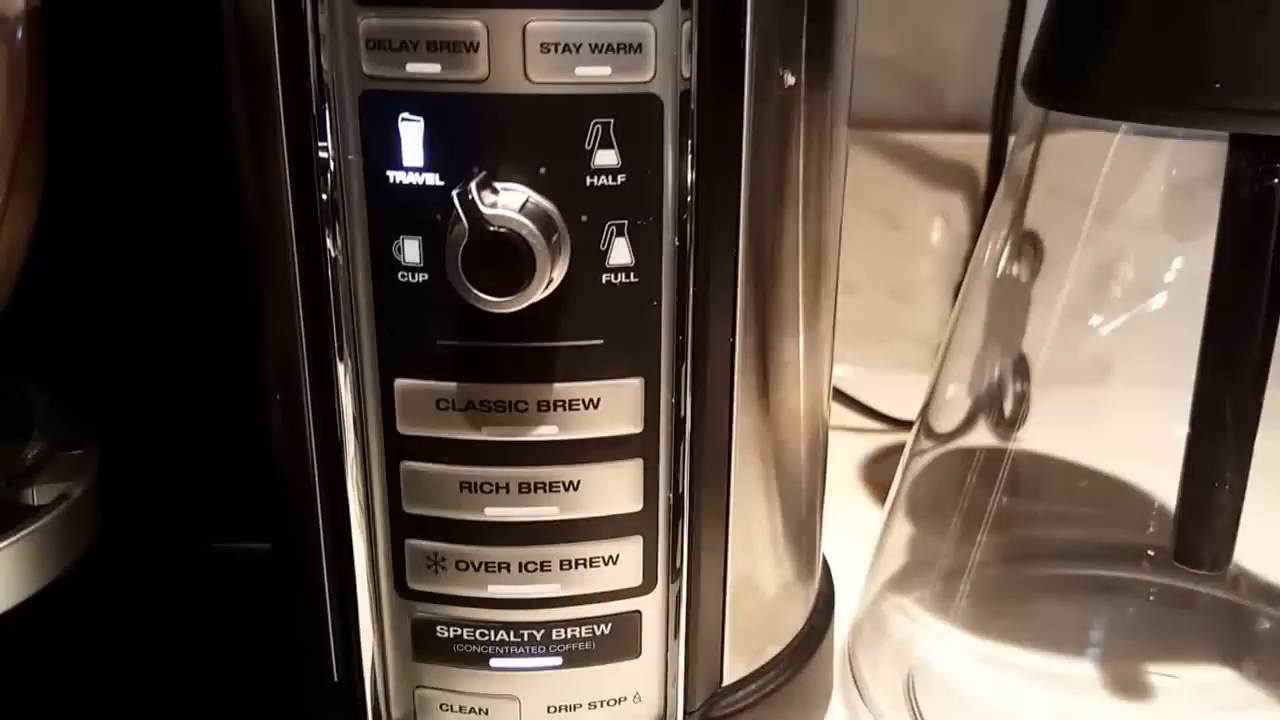 DELAY BREW
STAY WARM
TRAVEL
HALF
CUP
FULL
CLASSIC BREW
RICH BREW
OVER ICE BREW
SPECIALTY BREW
(CONCENTRATED COFFEE)
CLEAN
DRIP STOP